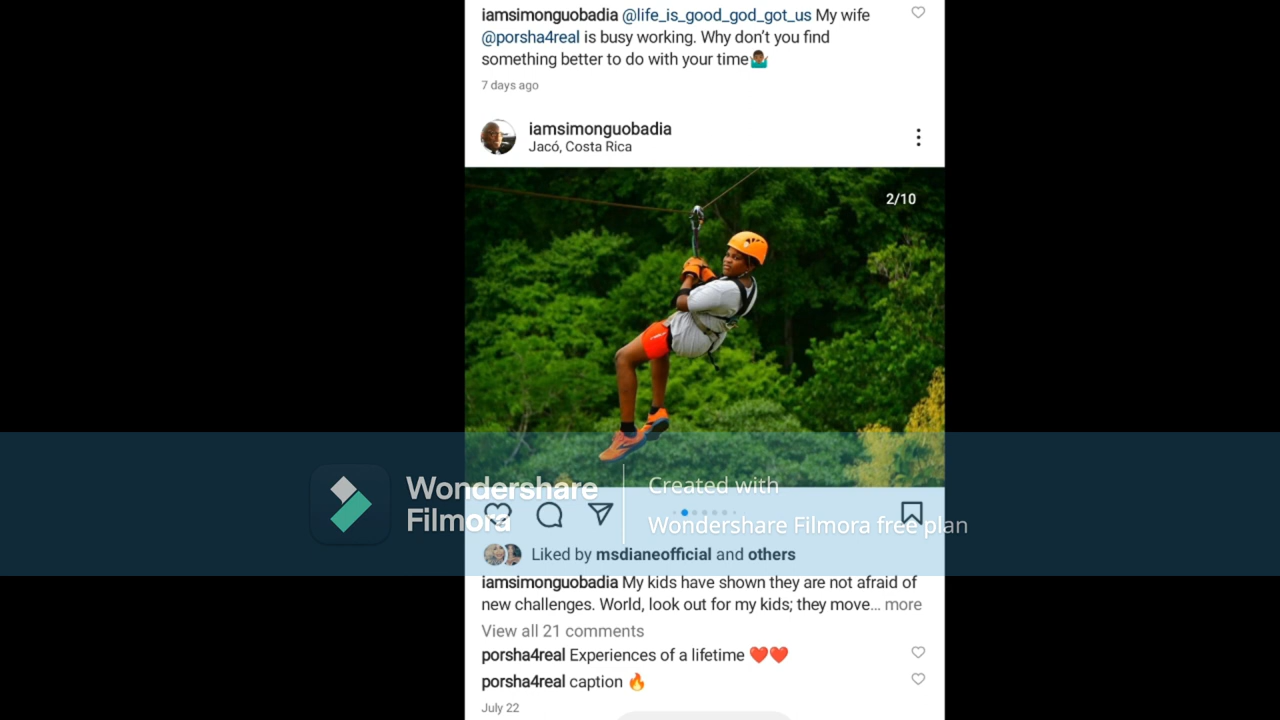 iamsimonguobadia @life_is_good_god_got_us My wife
@porsha4real is busy working. Why don't you find
something better to do with your time🤷🏾‍♂️
7 days ago
iamsimonguobadia
Jacó, Costa Rica
2/10
Wondershare
Filmora
Created with
Wondershare Filmora free plan
Liked by msdianeofficial and others
iamsimonguobadia My kids have shown they are not afraid of
new challenges. World, look out for my kids; they move... more
View all 21 comments
porsha4real Experiences of a lifetime ❤️❤️
porsha4real caption 🔥
July 22